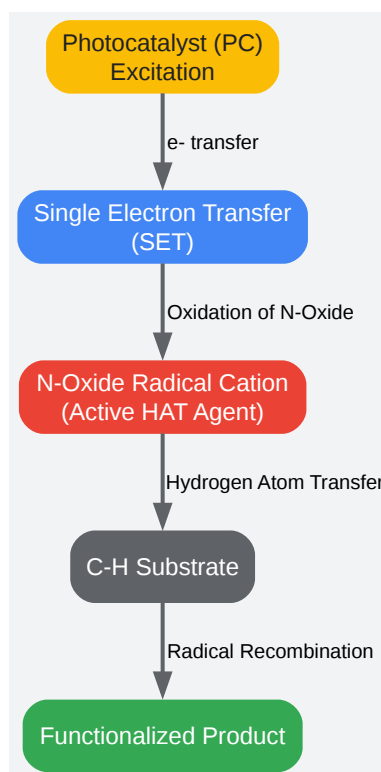 Photocatalyst (PC)
Excitation
e- transfer
Single Electron Transfer
(SET)
Oxidation of N-Oxide
N-Oxide Radical Cation
(Active HAT Agent)
Hydrogen Atom Transfer
C-H Substrate
Radical Recombination
Functionalized Product